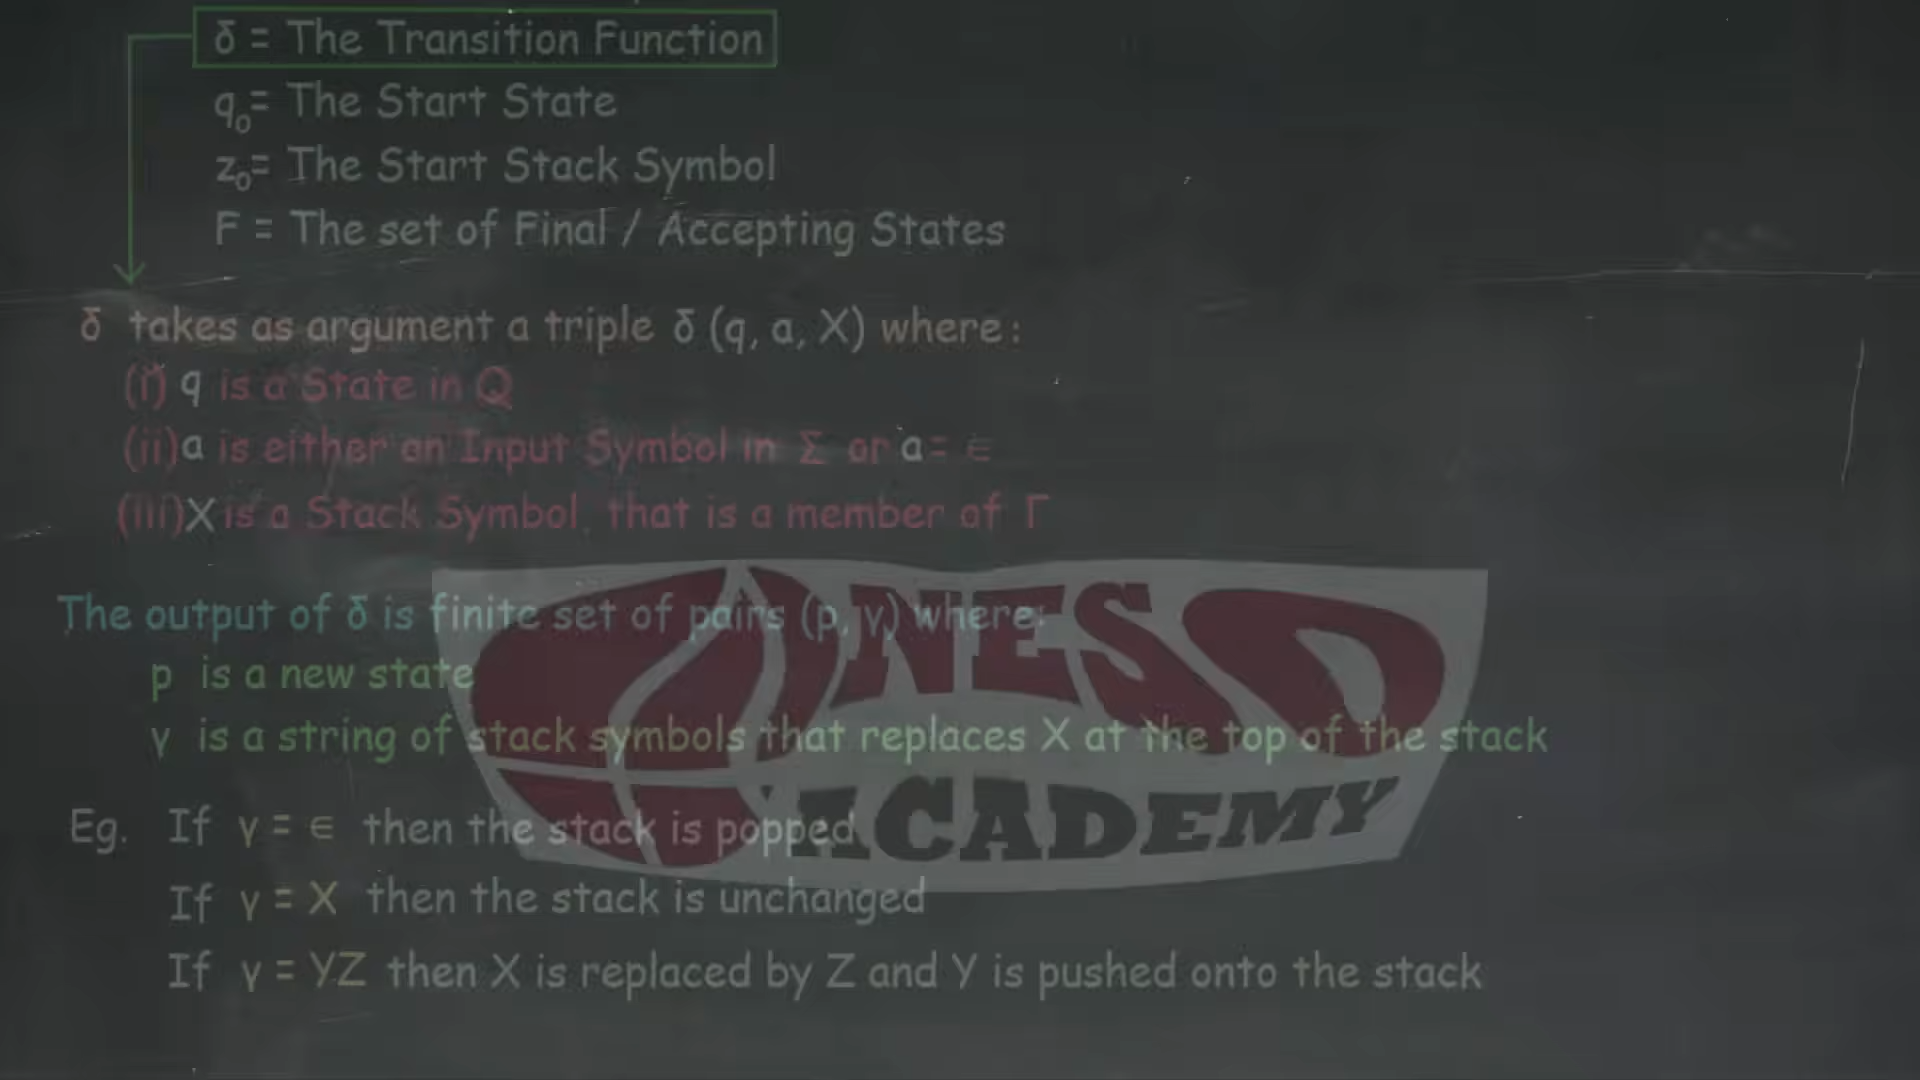 δ = The Transition Function
q₀= The Start State
z₀= The Start Stack Symbol
F = The set of Final / Accepting States
δ takes as argument a triple δ (q, a, X) where:
(i) q is a State in Q
(ii) a is either an Input Symbol in Σ or a = ∈
(iii) X is a Stack Symbol, that is a member of Γ
The output of δ is finite set of pairs (p, γ) where:
p is a new state
γ is a string of stack symbols that replaces X at the top of the stack
Eg. If γ = ∈ then the stack is popped
If γ = X then the stack is unchanged
If γ = YZ then X is replaced by Z and Y is pushed onto the stack
NESO
ACADEMY